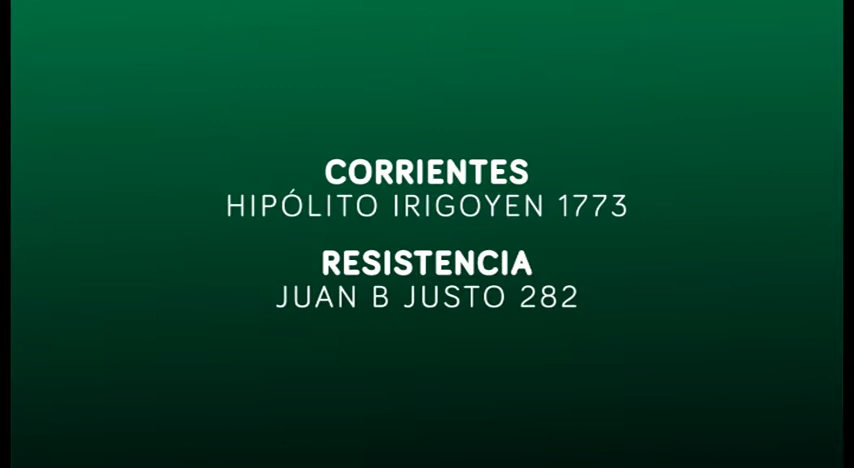 CORRIENTES
HIPÓLITO IRIGOYEN 1773
RESISTENCIA
JUAN B JUSTO 282